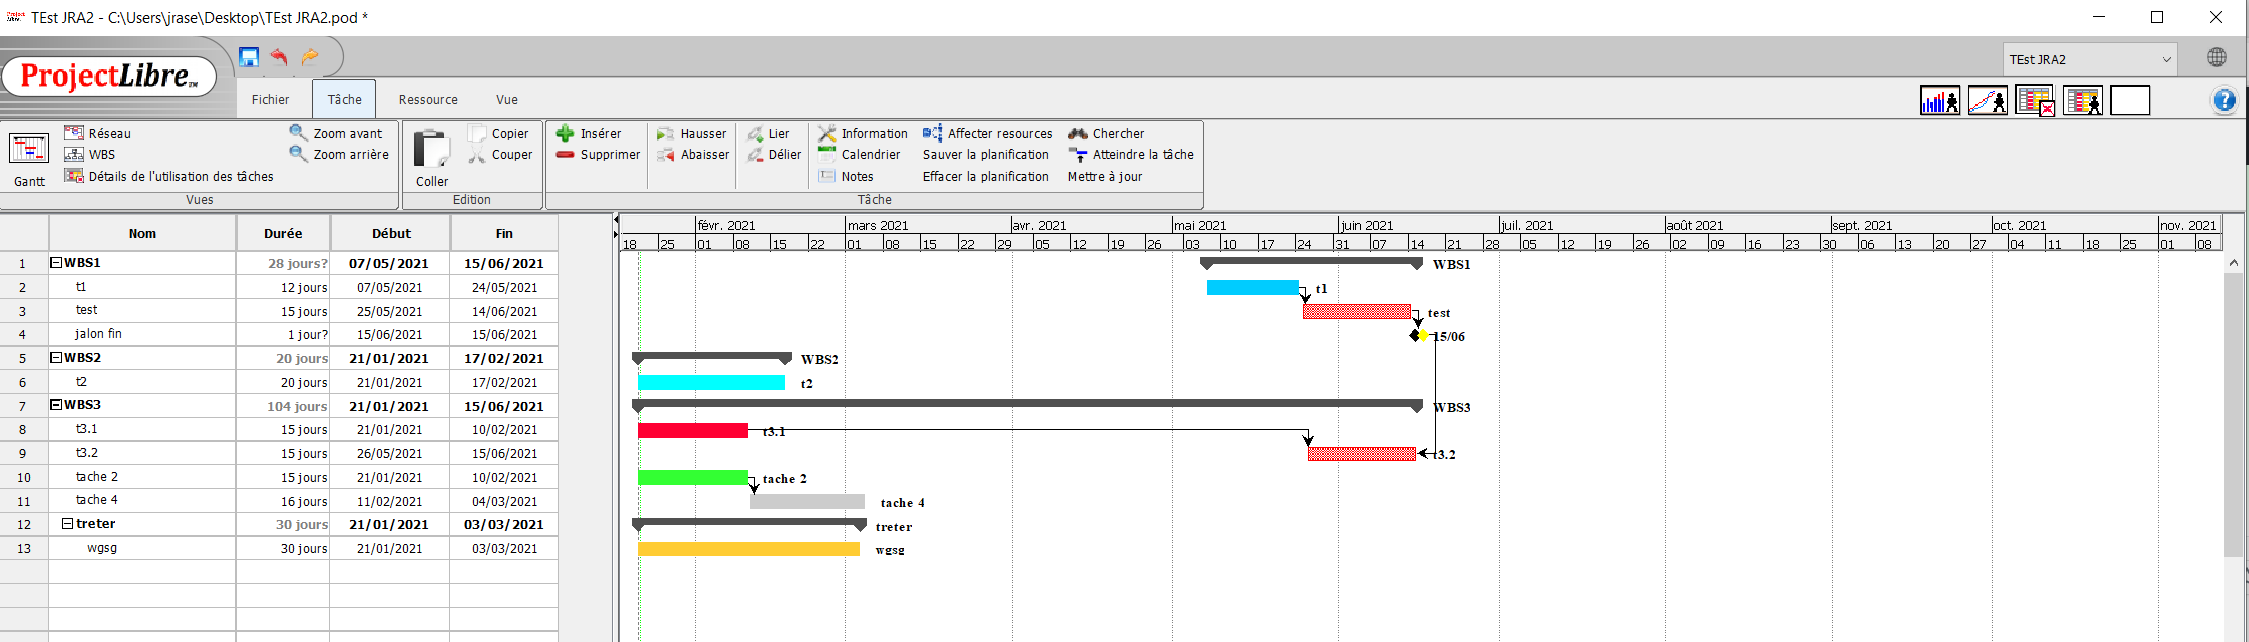 TEst JRA2 - C:\Users\jrase\Desktop\TEst JRA2.pod *
ProjectLibre TM
TEst JRA2
Fichier Tâche Ressource Vue
Réseau Zoom avant Copier Insérer Hausser Lier Information Affecter resources Chercher
WBS Zoom arrière Couper Supprimer Abaisser Délier Calendrier Sauver la planification Atteindre la tâche
Gantt Détails de l'utilisation des tâches Coller Notes Effacer la planification Mettre à jour
Vues Edition Tâche
Nom Durée Début Fin
févr. 2021 mars 2021 avr. 2021 mai 2021 juin 2021 juil. 2021 août 2021 sept. 2021 oct. 2021 nov. 2021
18 25 01 08 15 22 01 08 15 22 29 05 12 19 26 03 10 17 24 31 07 14 21 28 05 12 19 26 02 09 16 23 30 06 13 20 27 04 11 18 25 01 08
1 WBS1 28 jours? 07/05/2021 15/06/2021 WBS1
2 t1 12 jours 07/05/2021 24/05/2021 t1
3 test 15 jours 25/05/2021 14/06/2021 test
4 jalon fin 1 jour? 15/06/2021 15/06/2021 15/06
5 WBS2 20 jours 21/01/2021 17/02/2021 WBS2
6 t2 20 jours 21/01/2021 17/02/2021 t2
7 WBS3 104 jours 21/01/2021 15/06/2021 WBS3
8 t3.1 15 jours 21/01/2021 10/02/2021 t3.1
9 t3.2 15 jours 26/05/2021 15/06/2021 t3.2
10 tache 2 15 jours 21/01/2021 10/02/2021 tache 2
11 tache 4 16 jours 11/02/2021 04/03/2021 tache 4
12 treter 30 jours 21/01/2021 03/03/2021 treter
13 wgsg 30 jours 21/01/2021 03/03/2021 wgsg